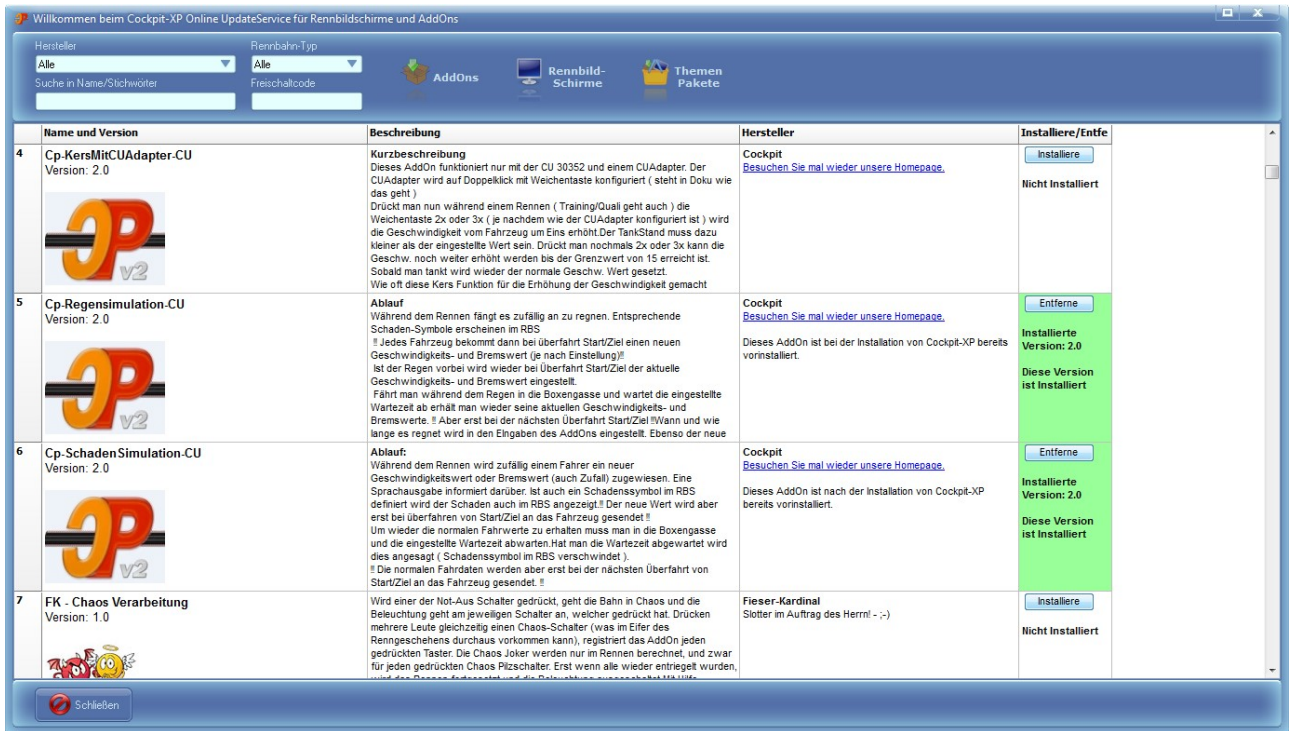 Willkommen beim Cockpit-XP Online UpdateService für Rennbildschirme und AddOns
Hersteller
Rennbahn-Typ
Alle
Alle
Suche in Name/Stichwörter
Freischaltcode
AddOns
Rennbild-
Schirme
Themen
Pakete
Name und Version
Beschreibung
Hersteller
Installiere/Entfe
4
Cp-KersMitCUAdapter-CU
Version: 2.0
v2
Kurzbeschreibung
Dieses AddOn funktioniert nur mit der CU 30352 und einem CUAdapter. Der
CUAdapter wird auf Doppelklick mit Weichentaste konfiguriert ( steht in Doku wie
das geht )
Drückt man nun während einem Rennen ( Training/Quali geht auch ) die
Weichentaste 2x oder 3x ( je nachdem wie der CUAdapter konfiguriert ist ) wird
die Geschwindigkeit vom Fahrzeug um Eins erhöht.Der TankStand muss dazu
kleiner als der eingestellte Wert sein. Drückt man nochmals 2x oder 3x kann die
Geschw. noch weiter erhöht werden bis der Grenzwert von 15 erreicht ist.
Sobald man tankt wird wieder der normale Geschw. Wert gesetzt.
Wie oft diese Kers Funktion für die Erhöhung der Geschwindigkeit gemacht
Cockpit
Besuchen Sie mal wieder unsere Homepage.
Installiere
Nicht Installiert
5
Cp-Regensimulation-CU
Version: 2.0
v2
Ablauf
Während dem Rennen fängt es zufällig an zu regnen. Entsprechende
Schaden-Symbole erscheinen im RBS
!! Jedes Fahrzeug bekommt dann bei überfahrt Start/Ziel einen neuen
Geschwindigkeits- und Bremswert (je nach Einstellung)!!
Ist der Regen vorbei wird wieder bei Überfahrt Start/Ziel der aktuelle
Geschwindigkeits- und Bremswert eingestellt.
Fährt man während dem Regen in die Boxengasse und wartet die eingestellte
Wartezeit ab erhält man wieder seine aktuellen Geschwindigkeits- und
Bremswerte. !! Aber erst bei der nächsten Überfahrt Start/Ziel !!Wann und wie
lange es regnet wird in den EIngaben des AddOns eingestellt. Ebenso der neue
Cockpit
Besuchen Sie mal wieder unsere Homepage.
Dieses AddOn ist bei der Installation von Cockpit-XP bereits
vorinstalliert.
Entferne
Installierte
Version: 2.0
Diese Version
ist Installiert
6
Cp-SchadenSimulation-CU
Version: 2.0
v2
Ablauf:
Während dem Rennen wird zufällig einem Fahrer ein neuer
Geschwindigkeitswert oder Bremswert (auch Zufall) zugewiesen. Eine
Sprachausgabe informiert darüber. Ist auch ein Schadenssymbol im RBS
definiert wird der Schaden auch im RBS angezeigt.!! Der neue Wert wird aber
erst bei überfahren von Start/Ziel an das Fahrzeug gesendet !!
Um wieder die normalen Fahrwerte zu erhalten muss man in die Boxengasse
und die eingestellte Wartezeit abwarten.Hat man die Wartezeit abgewartet wird
dies angesagt ( Schadenssymbol im RBS verschwindet ).
!! Die normalen Fahrdaten werden aber erst bei der nächsten Überfahrt von
Start/Ziel an das Fahrzeug gesendet. !!
Cockpit
Besuchen Sie mal wieder unsere Homepage.
Dieses AddOn ist nach der Installation von Cockpit-XP
bereits vorinstalliert.
Entferne
Installierte
Version: 2.0
Diese Version
ist Installiert
7
FK - Chaos Verarbeitung
Version: 1.0
Wird einer der Not-Aus Schalter gedrückt, geht die Bahn in Chaos und die
Beleuchtung geht am jeweiligen Schalter an, welcher gedrückt hat. Drücken
mehrere Leute gleichzeitig einen Chaos-Schalter (was im Eifer des
Renngeschehens durchaus vorkommen kann), registriert das AddOn jeden
gedrückten Taster. Die Chaos Joker werden nur im Rennen berechnet, und zwar
für jeden gedrückten Chaos Pilzschalter. Erst wenn alle wieder entriegelt wurden,
wird das Rennen fortgesetzt und die Beleuchtung ausgeschaltet.Mit Hilfe
Fieser-Kardinal
Slotter im Auftrag des Herrn! - ;-)
Installiere
Nicht Installiert
Schließen